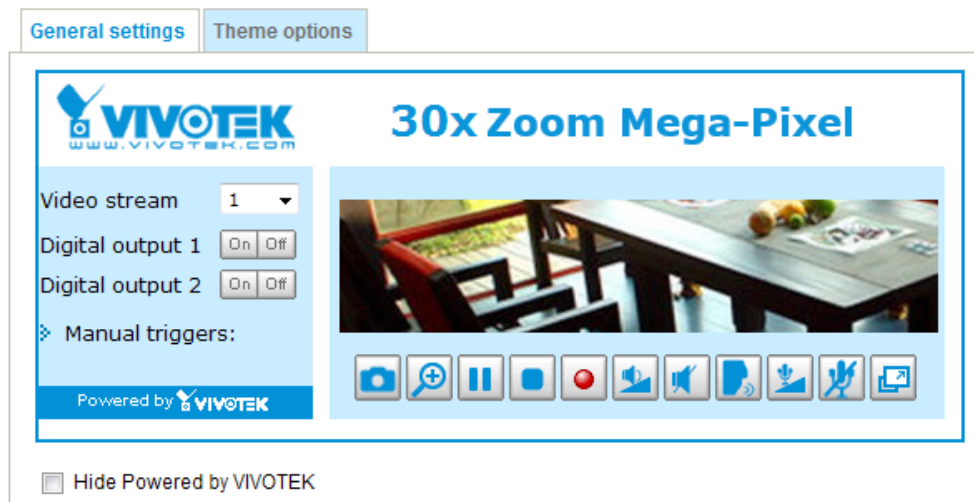 General settings
Theme options
VIVOTEK
www.vivotek.com
30x Zoom Mega-Pixel
Video stream 1
Digital output 1 On Off
Digital output 2 On Off
Manual triggers:
Powered by VIVOTEK
Hide Powered by VIVOTEK